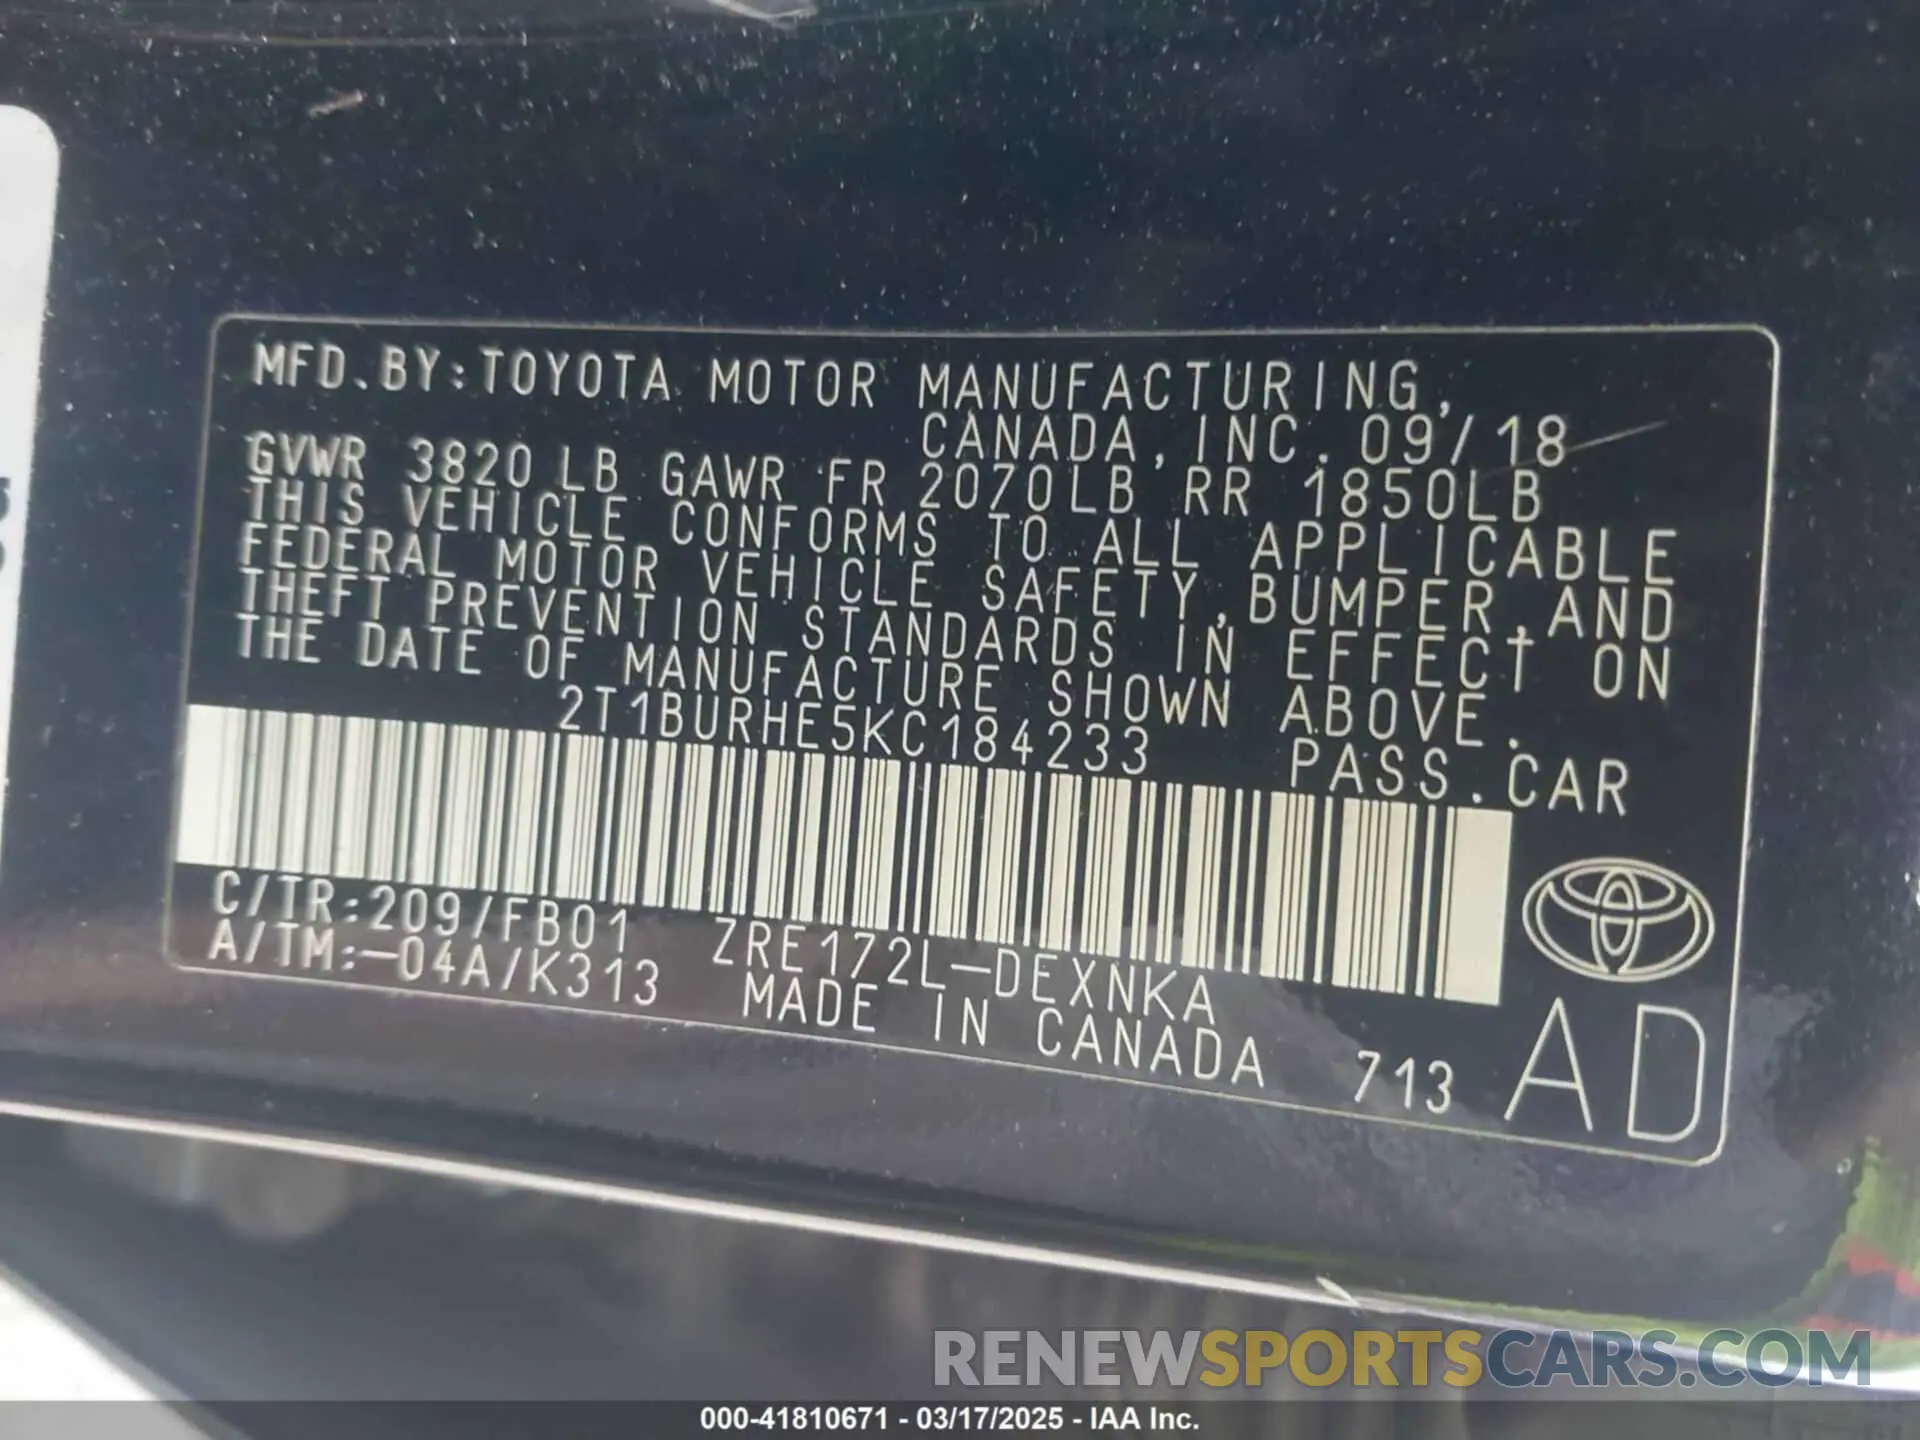 MFD.BY:TOYOTA MOTOR MANUFACTURING,
CANADA, INC. 09/18
GVWR 3820 LB GAWR FR 2070LB RR 1850LB
THIS VEHICLE CONFORMS TO ALL APPLICABLE
FEDERAL MOTOR VEHICLE SAFETY, BUMPER, AND
THEFT PREVENTION STANDARDS IN EFFECT ON
THE DATE OF MANUFACTURE SHOWN ABOVE.
2T1BURHE5KC184233 PASS.CAR
C/TR:209/FB01 ZRE172L-DEXNKA
A/TM:-04A/K313 MADE IN CANADA 713 AD
RENEWSPORTSCARS.COM
000-41810671 - 03/17/2025 - IAA Inc.